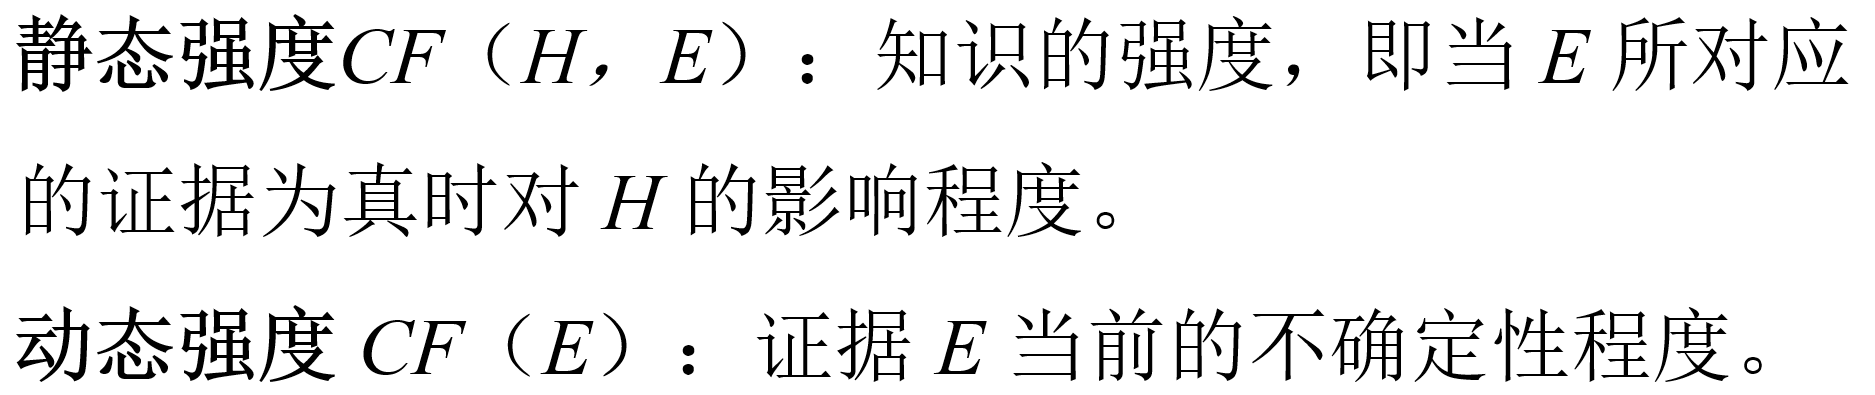 静态强度CF（H，E）：知识的强度，即当 E 所对应
的证据为真时对 H 的影响程度。
动态强度 CF（E）：证据 E 当前的不确定性程度。